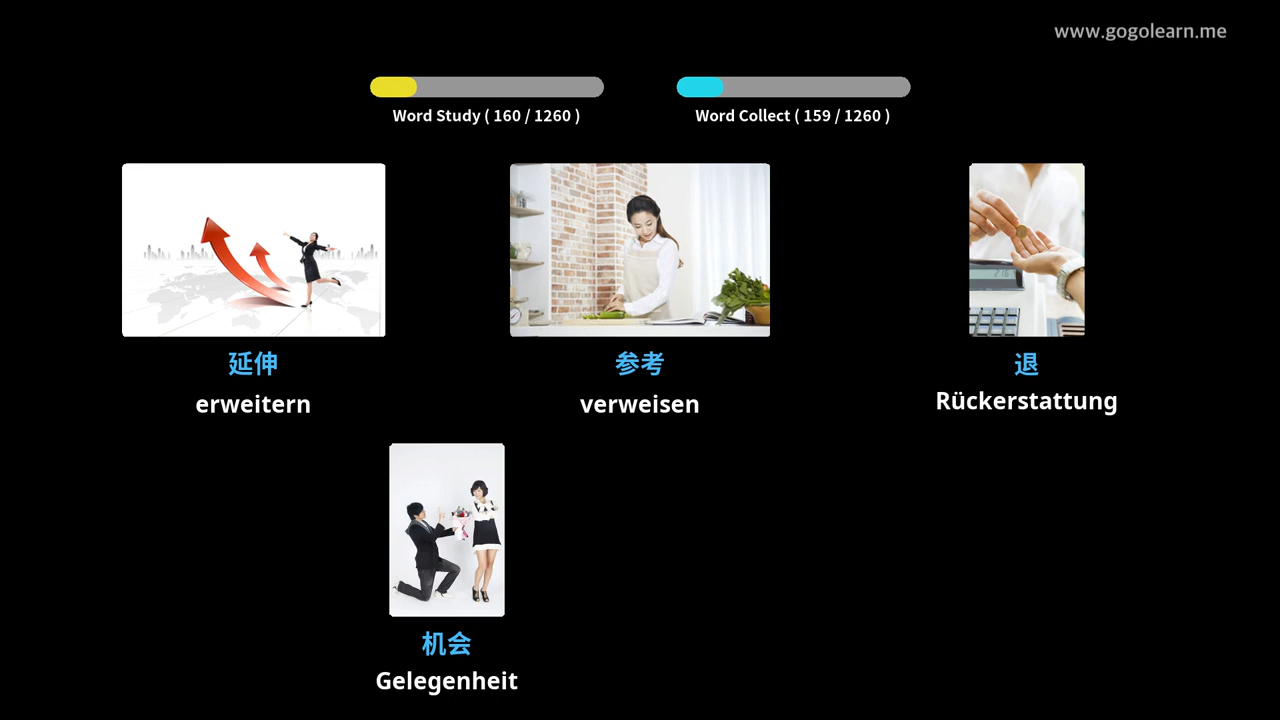 www.gogolearn.me
Word Study ( 160 / 1260 )
Word Collect ( 159 / 1260 )
延伸
erweitern
参考
verweisen
退
Rückerstattung
机会
Gelegenheit